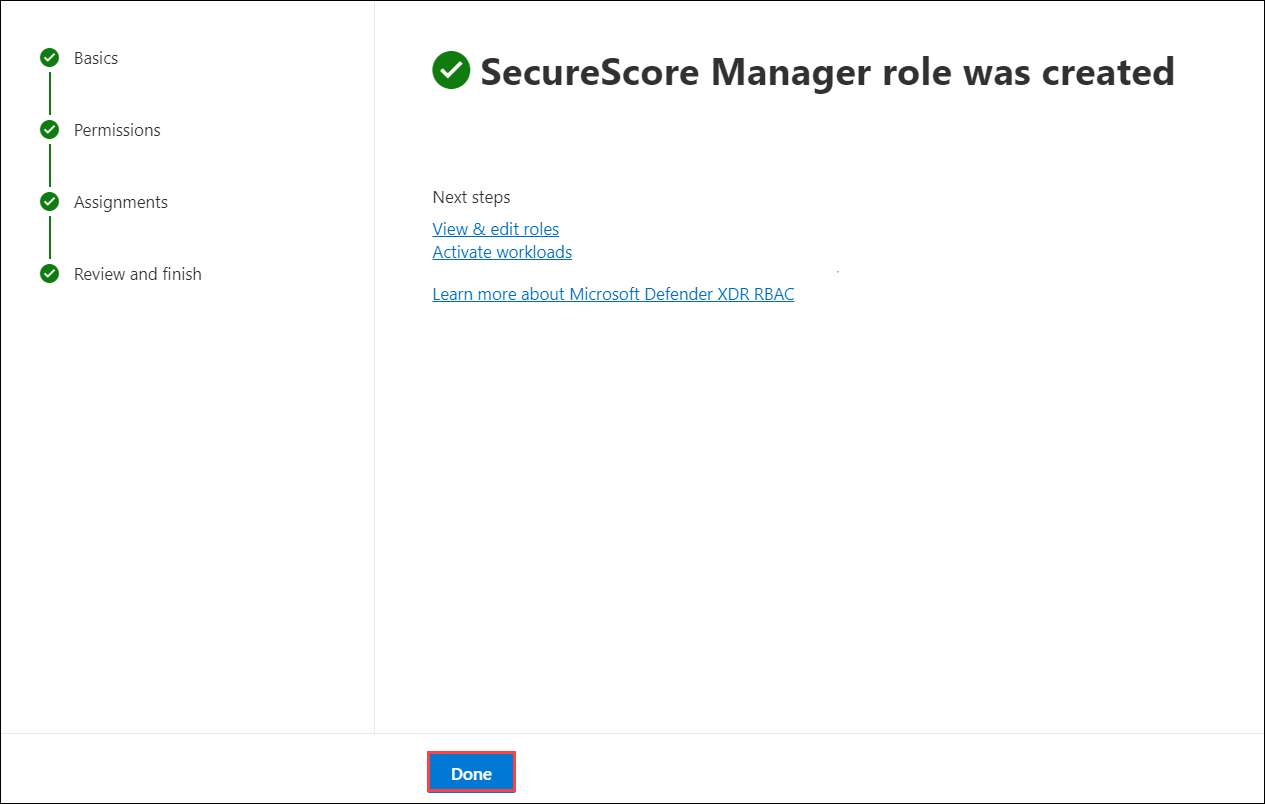 Basics
Permissions
Assignments
Review and finish
SecureScore Manager role was created
Next steps
View & edit roles
Activate workloads
Learn more about Microsoft Defender XDR RBAC
Done